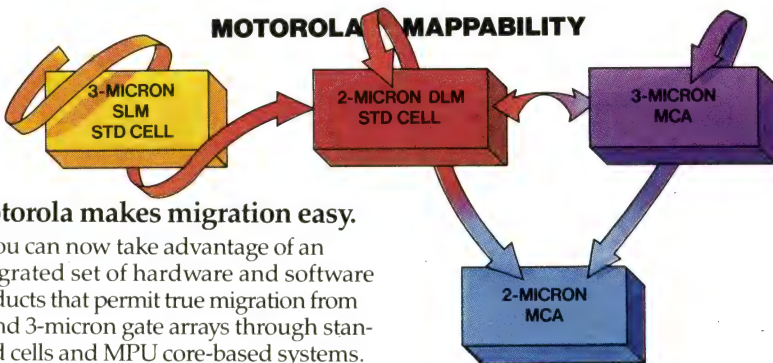 MOTOROLA MAPPABILITY
3-MICRON
SLM
STD CELL
2-MICRON DLM
STD CELL
3-MICRON
MCA
2-MICRON
MCA
otorola makes migration easy.
ou can now take advantage of an
grated set of hardware and software
ducts that permit true migration from
nd 3-micron gate arrays through stan-
d cells and MPU core-based systems.